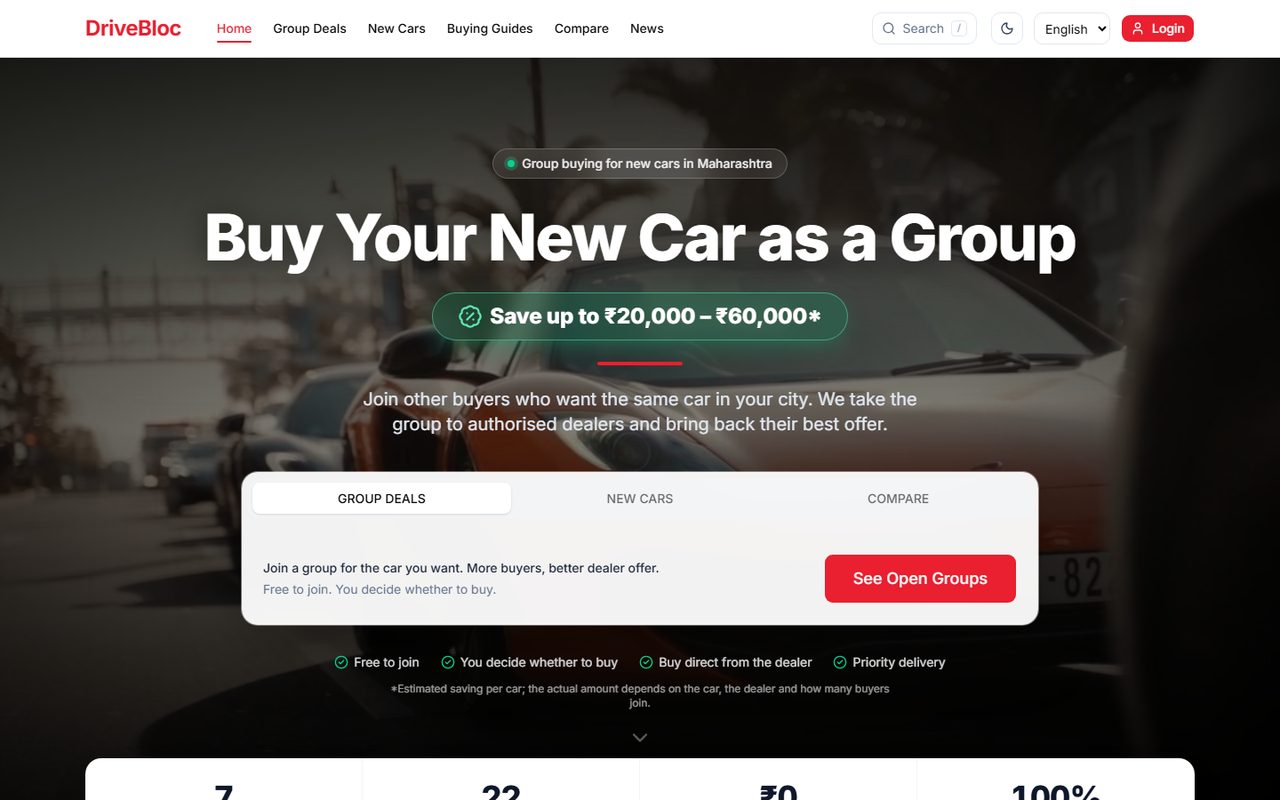 DriveBloc
Home
Group Deals
New Cars
Buying Guides
Compare
News
Search /
English
Login
Group buying for new cars in Maharashtra
Buy Your New Car as a Group
Save up to ₹20,000 – ₹60,000*
Join other buyers who want the same car in your city. We take the
group to authorised dealers and bring back their best offer.
GROUP DEALS
NEW CARS
COMPARE
Join a group for the car you want. More buyers, better dealer offer.
Free to join. You decide whether to buy.
See Open Groups
-82
Free to join
You decide whether to buy
Buy direct from the dealer
Priority delivery
*Estimated saving per car; the actual amount depends on the car, the dealer and how many buyers
join.
7
22
₹0
100%